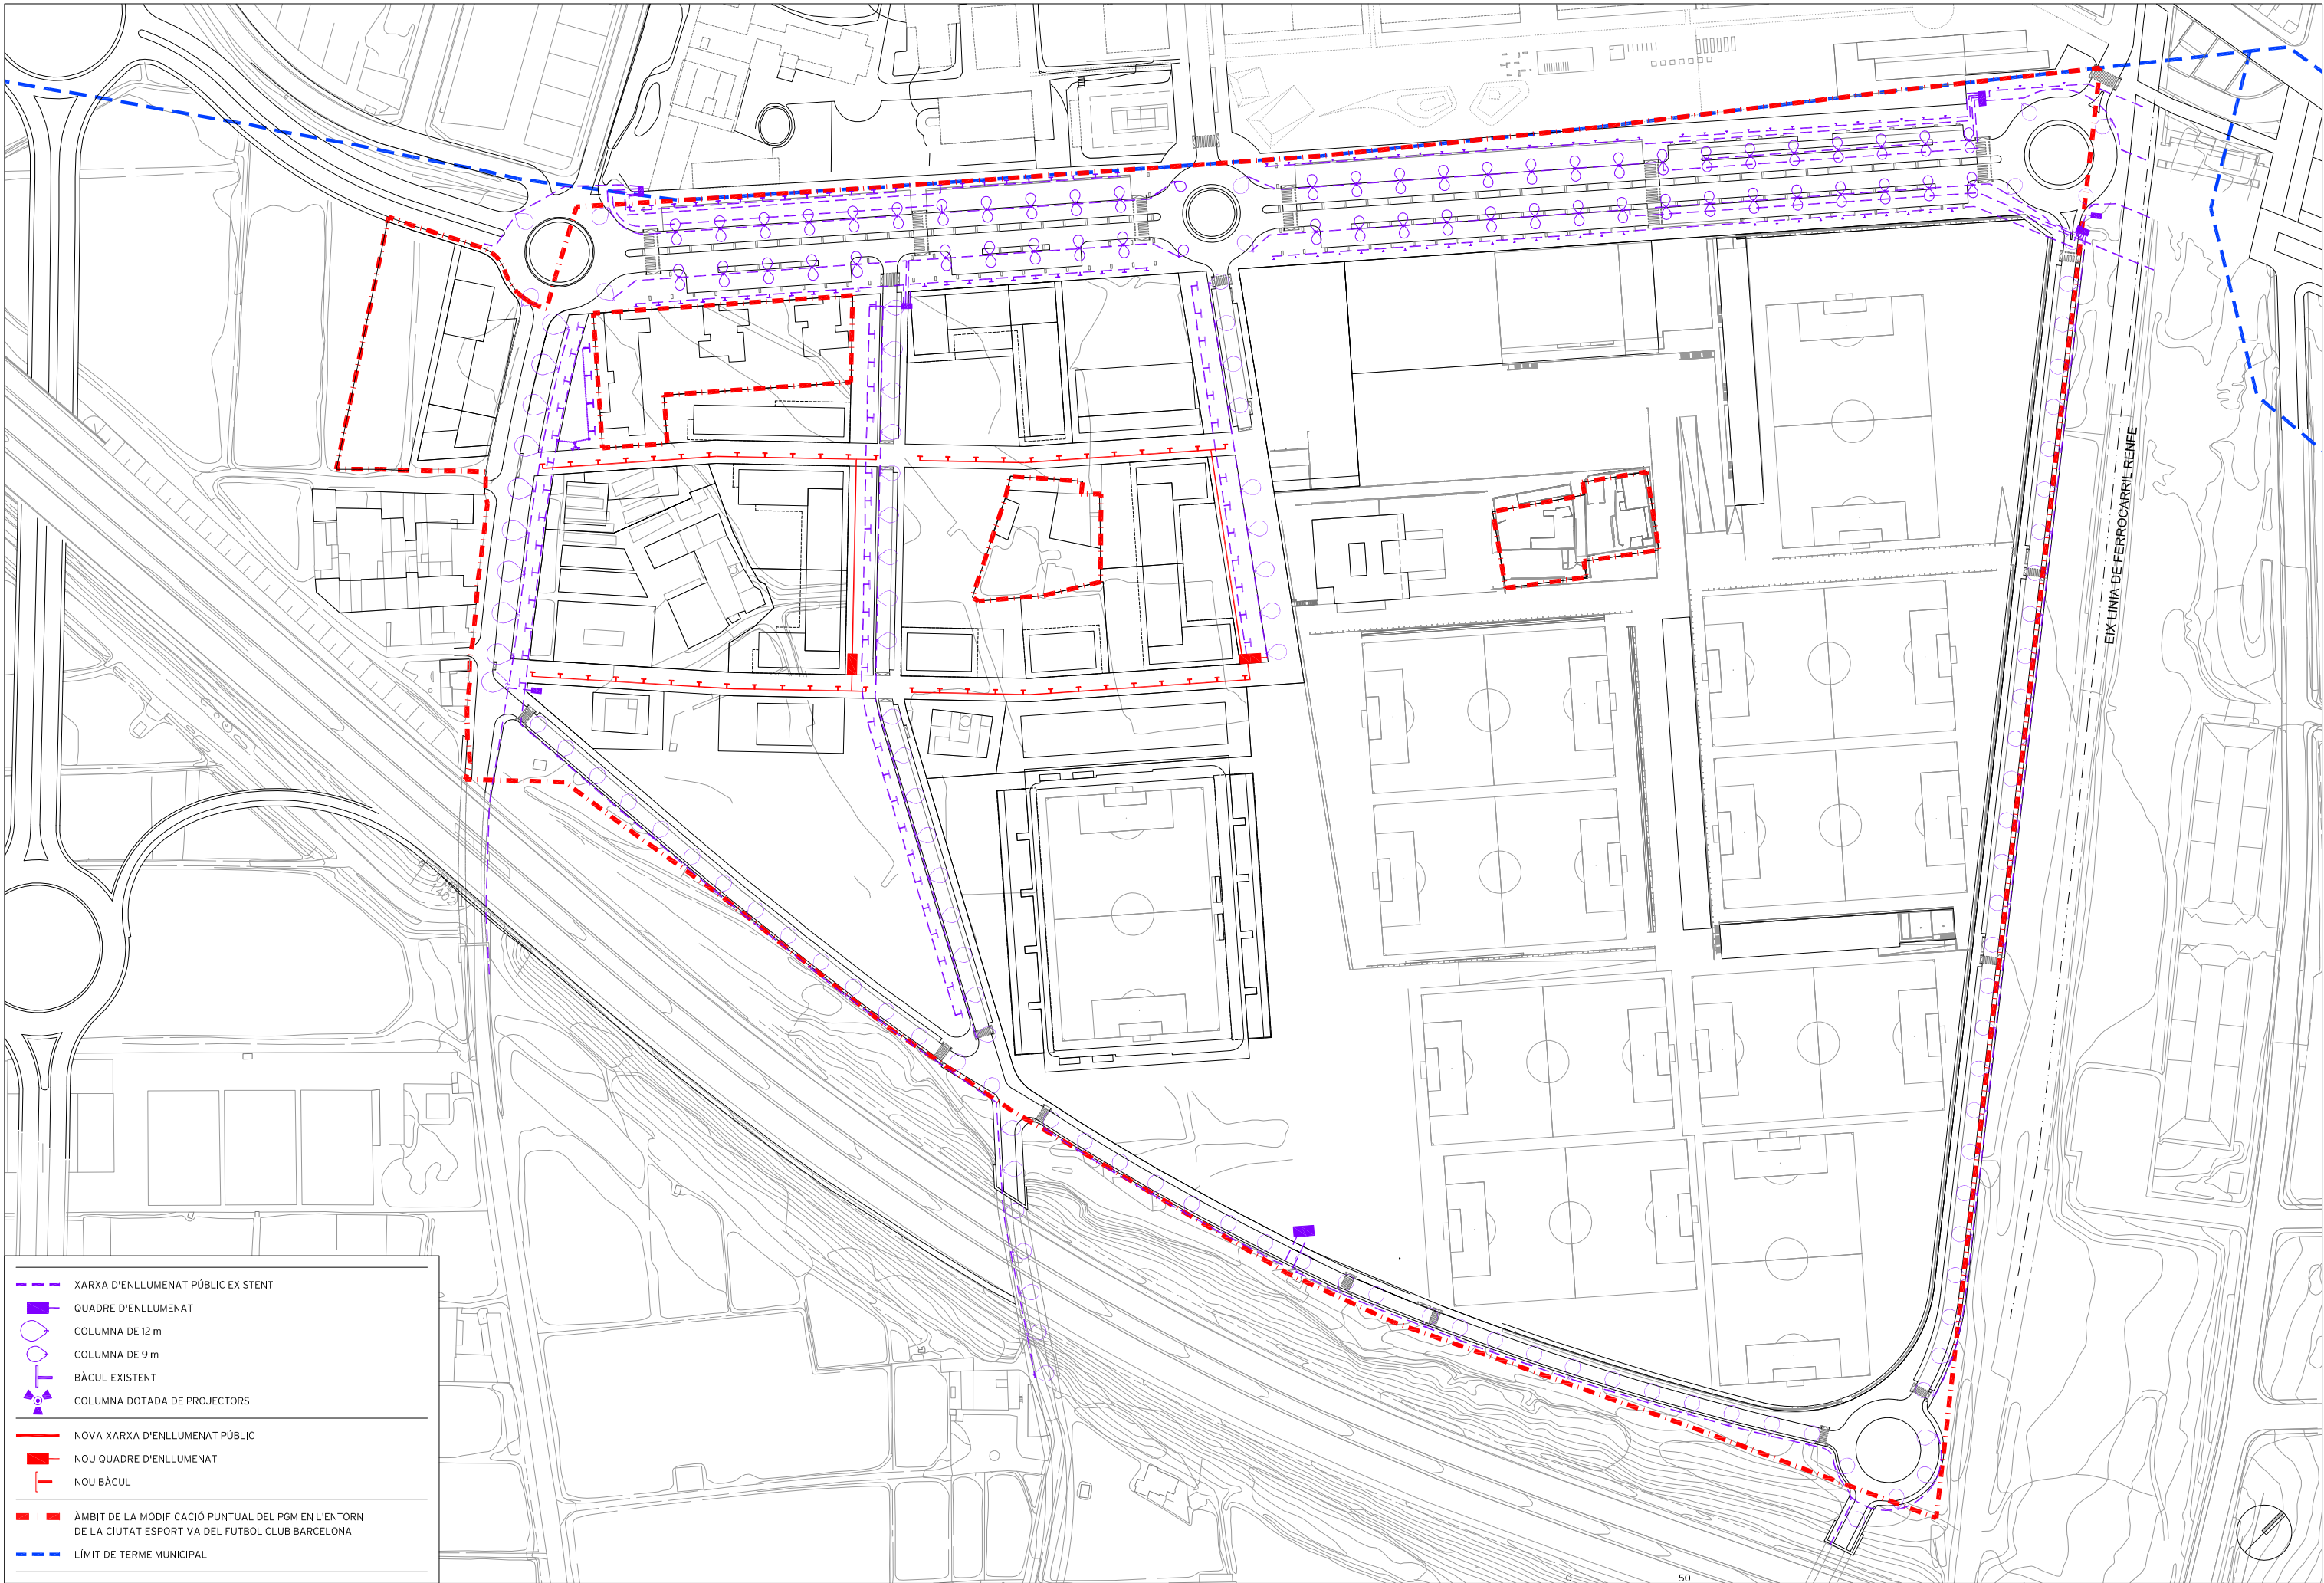 EIX LINIA DE FERROCARRIL RENFE
XARXA D'ENLLUMENAT PÚBLIC EXISTENT
QUADRE D'ENLLUMENAT
COLUMNA DE 12 m
COLUMNA DE 9 m
BÀCUL EXISTENT
COLUMNA DOTADA DE PROJECTORS
NOVA XARXA D'ENLLUMENAT PÚBLIC
NOU QUADRE D'ENLLUMENAT
NOU BÀCUL
ÀMBIT DE LA MODIFICACIÓ PUNTUAL DEL PGM EN L'ENTORN
DE LA CIUTAT ESPORTIVA DEL FUTBOL CLUB BARCELONA
LÍMIT DE TERME MUNICIPAL
0 50